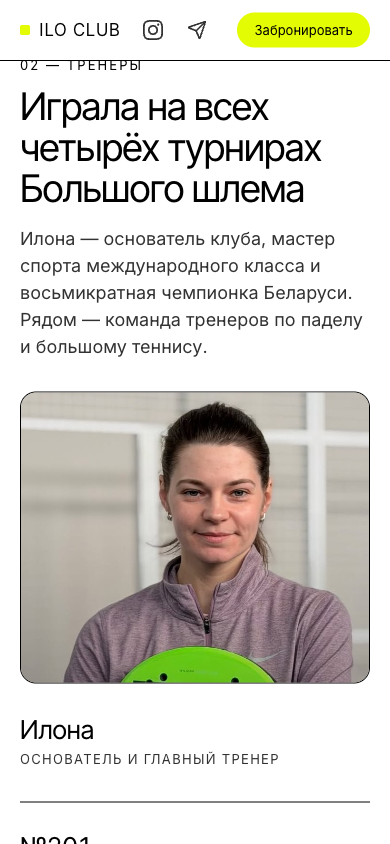 ILO CLUB
Забронировать
02 — ТРЕНЕРЫ
Играла на всех
четырёх турнирах
Большого шлема
Илона — основатель клуба, мастер
спорта международного класса и
восьмикратная чемпионка Беларуси.
Рядом — команда тренеров по паделу
и большому теннису.
Илона
ОСНОВАТЕЛЬ И ГЛАВНЫЙ ТРЕНЕР
№201